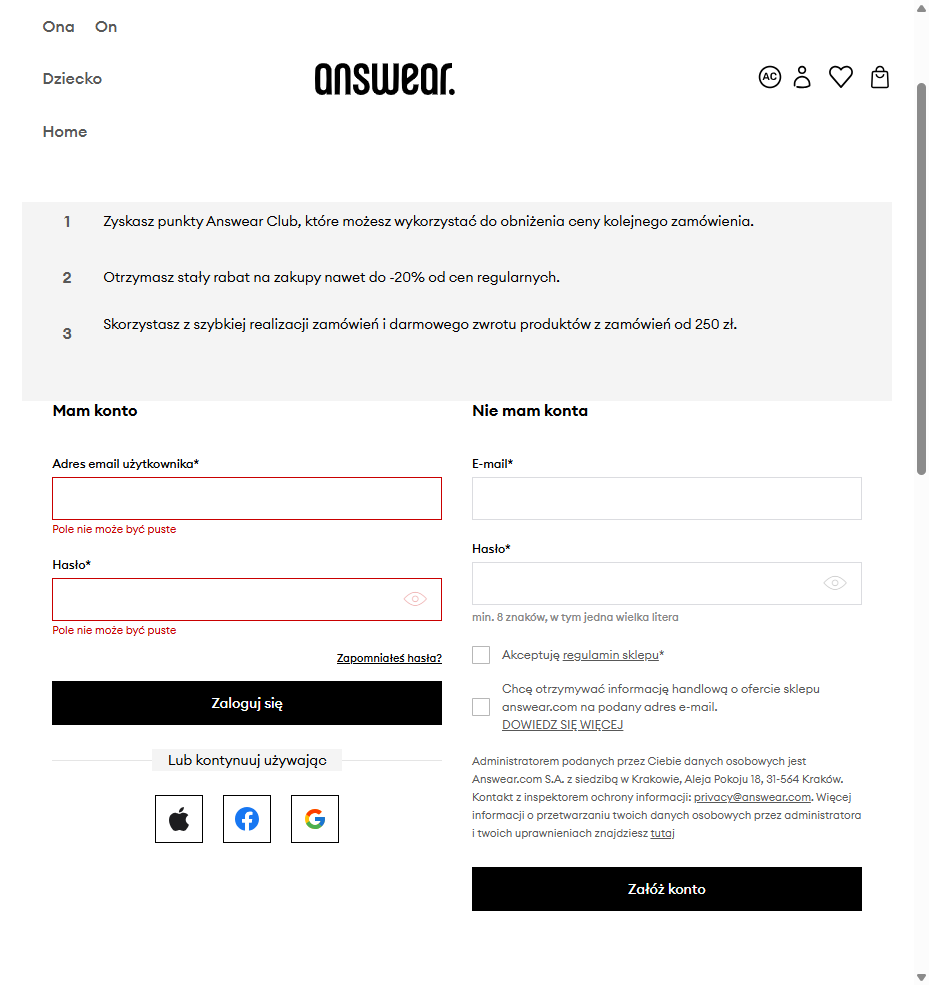 Ona On
Dziecko
answear.
AC
Home
1 Zyskasz punkty Answear Club, które możesz wykorzystać do obniżenia ceny kolejnego zamówienia.
2 Otrzymasz stały rabat na zakupy nawet do -20% od cen regularnych.
3 Skorzystasz z szybkiej realizacji zamówień i darmowego zwrotu produktów z zamówień od 250 zł.
Mam konto
Adres email użytkownika*
Pole nie może być puste
Hasło*
Pole nie może być puste
Zapomniałeś hasła?
Zaloguj się
Lub kontynuuj używając
Nie mam konta
E-mail*
Hasło*
min. 8 znaków, w tym jedna wielka litera
Akceptuję regulamin sklepu*
Chcę otrzymywać informację handlową o ofercie sklepu
answear.com na podany adres e-mail.
DOWIEDZ SIĘ WIĘCEJ
Administratorem podanych przez Ciebie danych osobowych jest
Answear.com S.A. z siedzibą w Krakowie, Aleja Pokoju 18, 31-564 Kraków.
Kontakt z inspektorem ochrony informacji: privacy@answear.com. Więcej
informacji o przetwarzaniu twoich danych osobowych przez administratora
i twoich uprawnieniach znajdziesz tutaj
Załóż konto